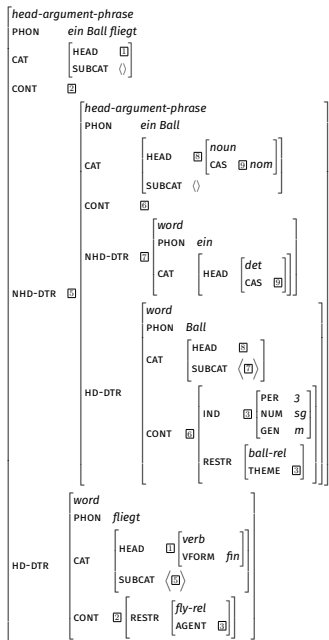 head-argument-phrase
PHON ein Ball fliegt
CAT [HEAD 1
SUBCAT ⟨⟩]
CONT 2
head-argument-phrase
PHON ein Ball
CAT [HEAD 8 [noun
CAS 9 nom]
SUBCAT ⟨⟩]
CONT 6
NHD-DTR 5
NHD-DTR 7
word
PHON ein
CAT [HEAD [det
CAS 9]]
HD-DTR
word
PHON Ball
CAT [HEAD 8
SUBCAT ⟨7⟩]
CONT 6
IND 3 [PER 3
NUM sg
GEN m]
RESTR [ball-rel
THEME 3]
HD-DTR
word
PHON fliegt
CAT [HEAD 1 [verb
VFORM fin]
SUBCAT ⟨5⟩]
CONT 2 [RESTR [fly-rel
AGENT 3]]